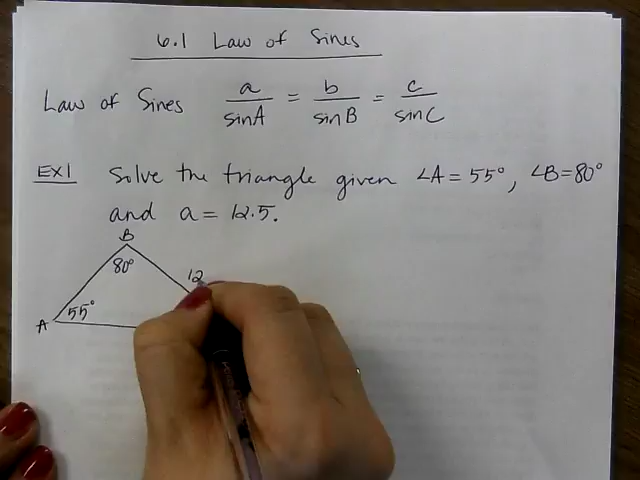 6.1 Law of Sines
Law of Sines a/sinA = b/sinB = c/sinC
EX1 Solve the triangle given ∠A = 55°, ∠B = 80°
and a = 12.5.
B
80°
12
A 55°